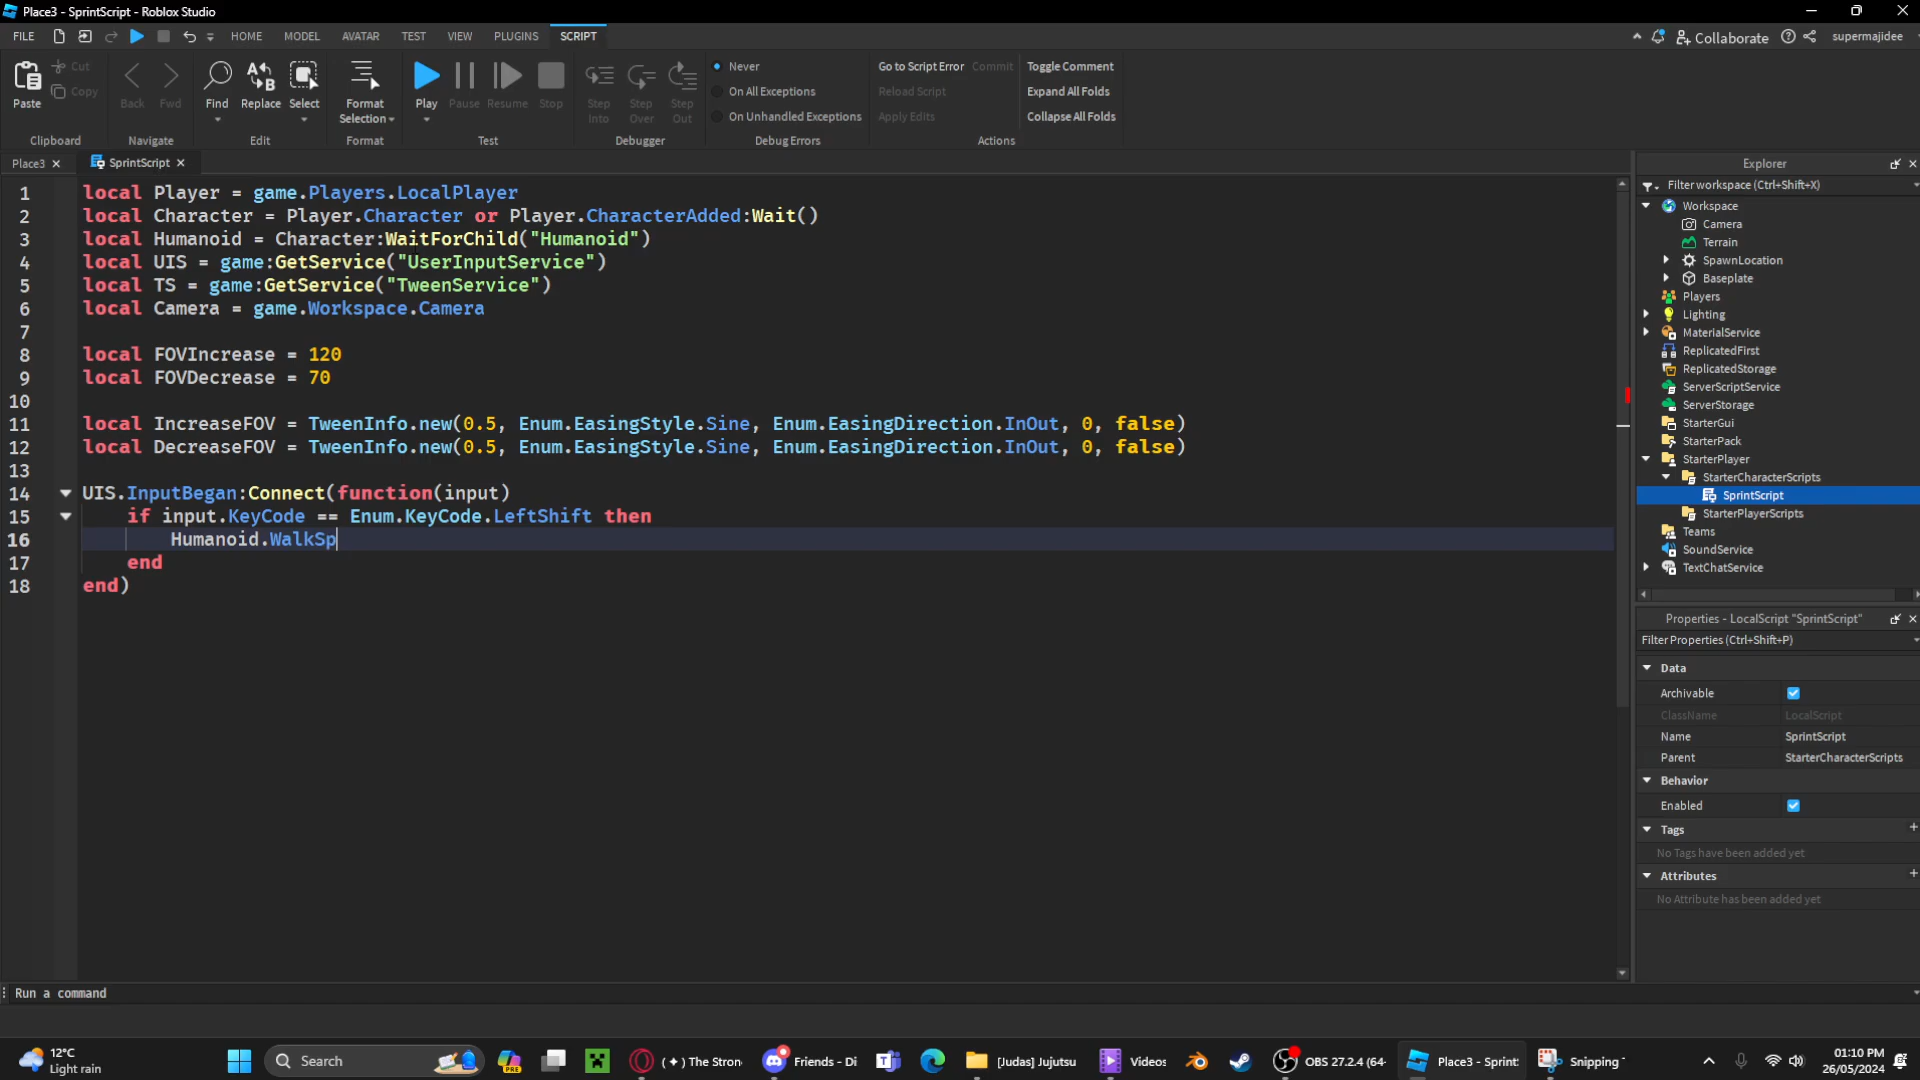 Place3 - SprintScript - Roblox Studio
FILE HOME MODEL AVATAR TEST VIEW PLUGINS SCRIPT Collaborate supermajidee
Cut Never Go to Script Error Commit Toggle Comment
Copy On All Exceptions Reload Script Expand All Folds
Paste Back Fwd Find Replace Select Format Selection Play Pause Resume Stop Step Into Step Over Step Out On Unhandled Exceptions Apply Edits Collapse All Folds
Clipboard Navigate Edit Format Test Debugger Debug Errors Actions
Place3 SprintScript
1 local Player = game.Players.LocalPlayer
2 local Character = Player.Character or Player.CharacterAdded:Wait()
3 local Humanoid = Character:WaitForChild("Humanoid")
4 local UIS = game:GetService("UserInputService")
5 local TS = game:GetService("TweenService")
6 local Camera = game.Workspace.Camera
7
8 local FOVIncrease = 120
9 local FOVDecrease = 70
10
11 local IncreaseFOV = TweenInfo.new(0.5, Enum.EasingStyle.Sine, Enum.EasingDirection.InOut, 0, false)
12 local DecreaseFOV = TweenInfo.new(0.5, Enum.EasingStyle.Sine, Enum.EasingDirection.InOut, 0, false)
13
14 UIS.InputBegan:Connect(function(input)
15 if input.KeyCode == Enum.KeyCode.LeftShift then
16 Humanoid.WalkSp
17 end
18 end)
Explorer
Filter workspace (Ctrl+Shift+X)
Workspace
Camera
Terrain
SpawnLocation
Baseplate
Players
Lighting
MaterialService
ReplicatedFirst
ReplicatedStorage
ServerScriptService
ServerStorage
StarterGui
StarterPack
StarterPlayer
StarterCharacterScripts
SprintScript
StarterPlayerScripts
Teams
SoundService
TextChatService
Properties - LocalScript "SprintScript"
Filter Properties (Ctrl+Shift+P)
Data
Archivable
ClassName LocalScript
Name SprintScript
Parent StarterCharacterScripts
Behavior
Enabled
Tags
No Tags have been added yet
Attributes
No Attribute has been added yet
Run a command
12°C
Light rain
Search
PRE
( ✦ ) The Stron
Friends - Di
[Judas] Jujutsu
Videos
OBS 27.2.4 (64-
Place3 - Sprint
Snipping
01:10 PM
26/05/2024